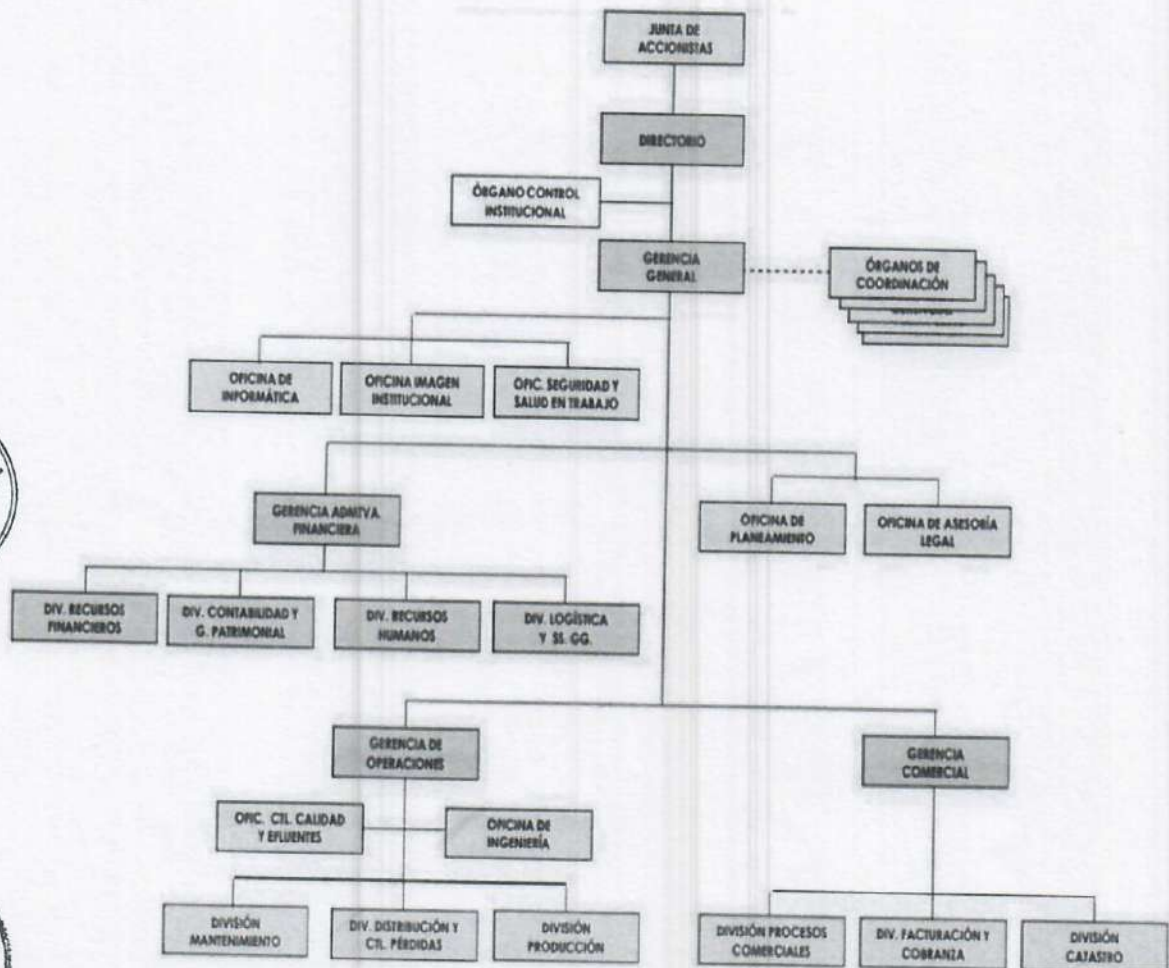 JUNTA DE
ACCIONISTAS
DIRECTORIO
ÓRGANO CONTROL
INSTITUCIONAL
GERENCIA
GENERAL
ÓRGANOS DE
COORDINACIÓN
OFICINA DE
INFORMÁTICA
OFICINA IMAGEN
INSTITUCIONAL
OFIC. SEGURIDAD Y
SALUD EN TRABAJO
GERENCIA ADMTVA.
FINANCIERA
OFICINA DE
PLANEAMIENTO
OFICINA DE ASESORÍA
LEGAL
DIV. RECURSOS
FINANCIEROS
DIV. CONTABILIDAD Y
G. PATRIMONIAL
DIV. RECURSOS
HUMANOS
DIV. LOGÍSTICA
Y SS. GG.
GERENCIA DE
OPERACIONES
GERENCIA
COMERCIAL
OFIC. CTL. CALIDAD
Y EFLUENTES
OFICINA DE
INGENIERÍA
DIVISIÓN
MANTENIMIENTO
DIV. DISTRIBUCIÓN Y
CTL. PÉRDIDAS
DIVISIÓN
PRODUCCIÓN
DIVISIÓN PROCESOS
COMERCIALES
DIV. FACTURACIÓN Y
COBRANZA
DIVISIÓN
CATASTRO